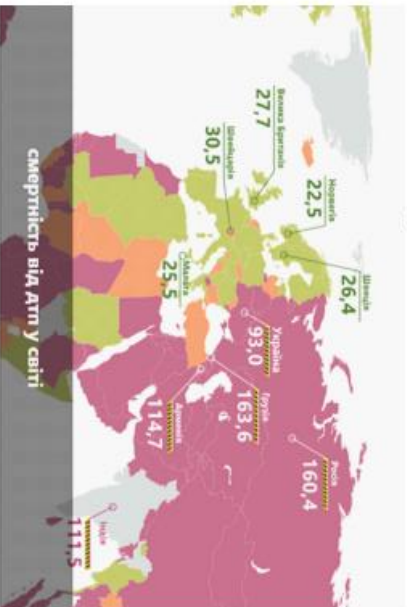 Норвегія
22,5
Швеція
26,4
Велика Британія
27,7
Швейцарія
30,5
Мальта
25,5
Україна
93,0
Грузія
163,6
Вірменія
114,7
Росія
160,4
Індія
111,5
смертність від дтп у світі